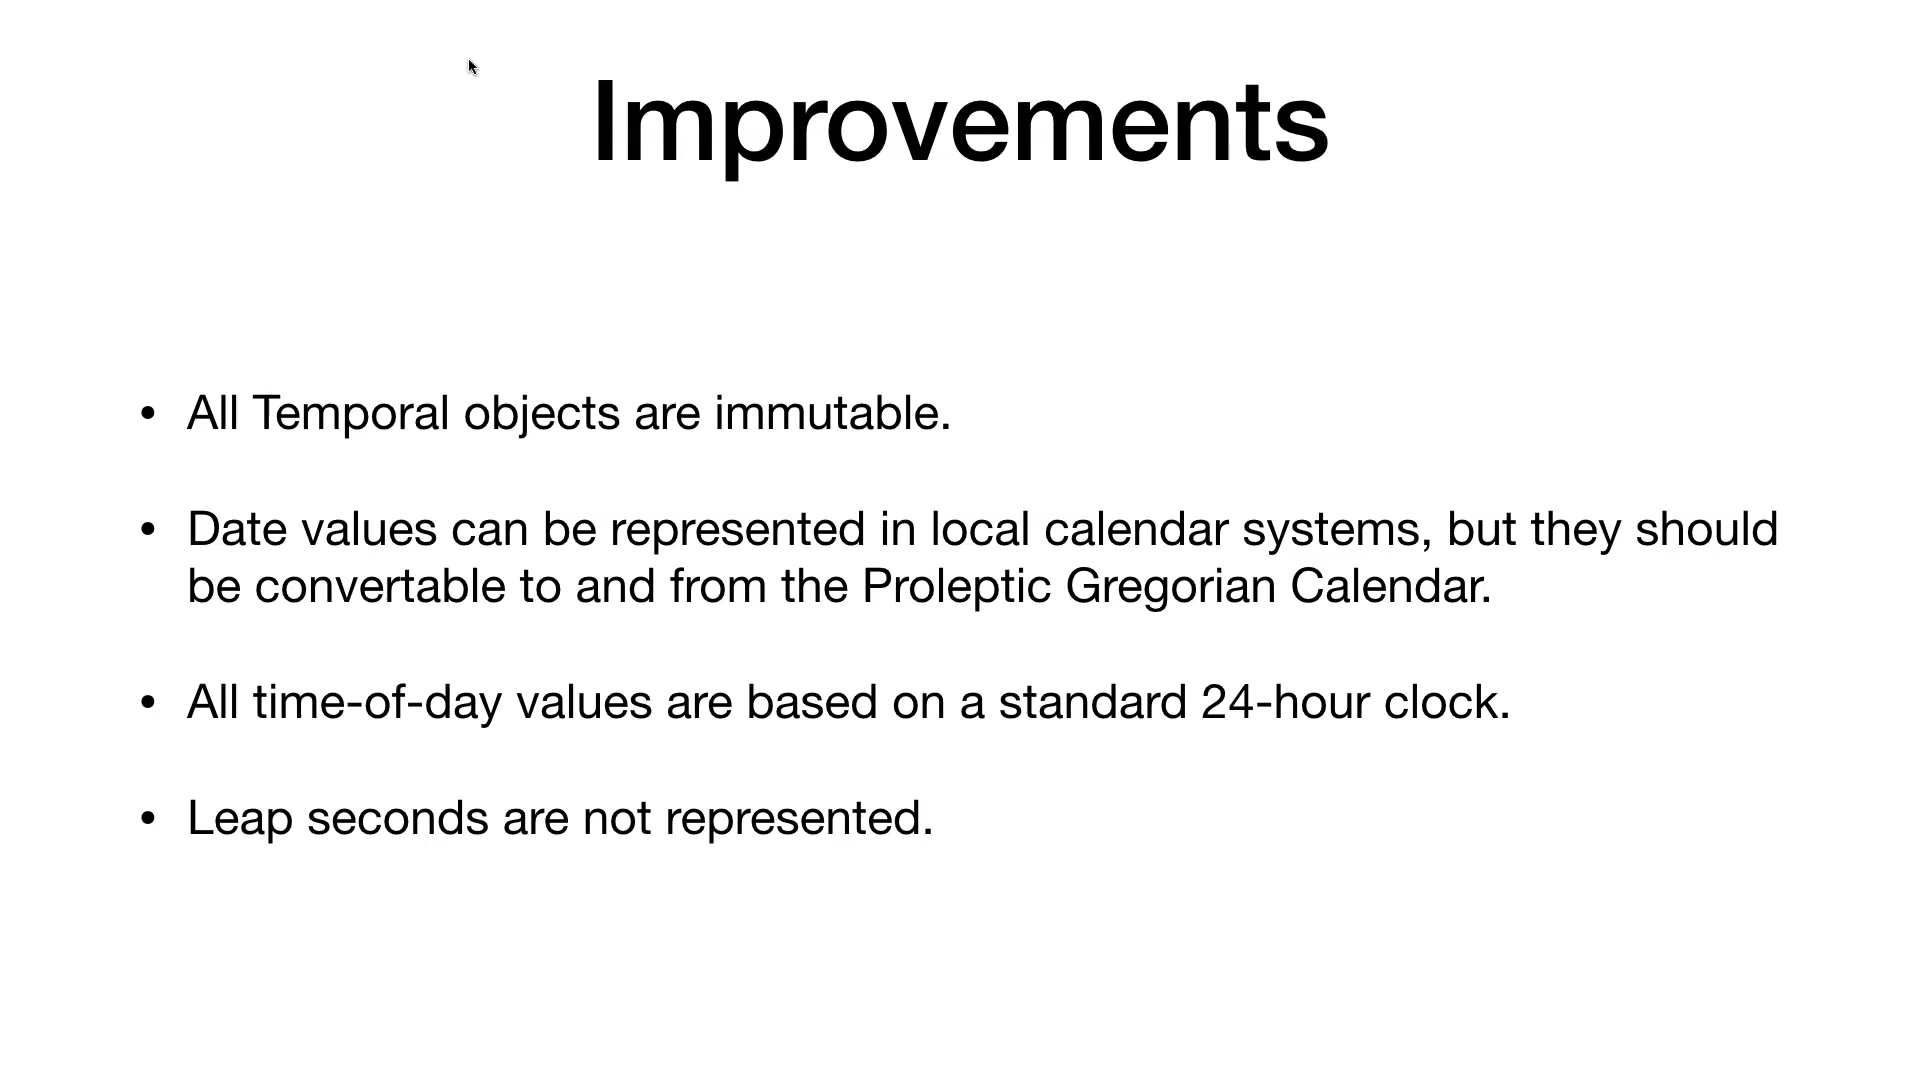 Improvements
• All Temporal objects are immutable.
• Date values can be represented in local calendar systems, but they should
be convertable to and from the Proleptic Gregorian Calendar.
• All time-of-day values are based on a standard 24-hour clock.
• Leap seconds are not represented.